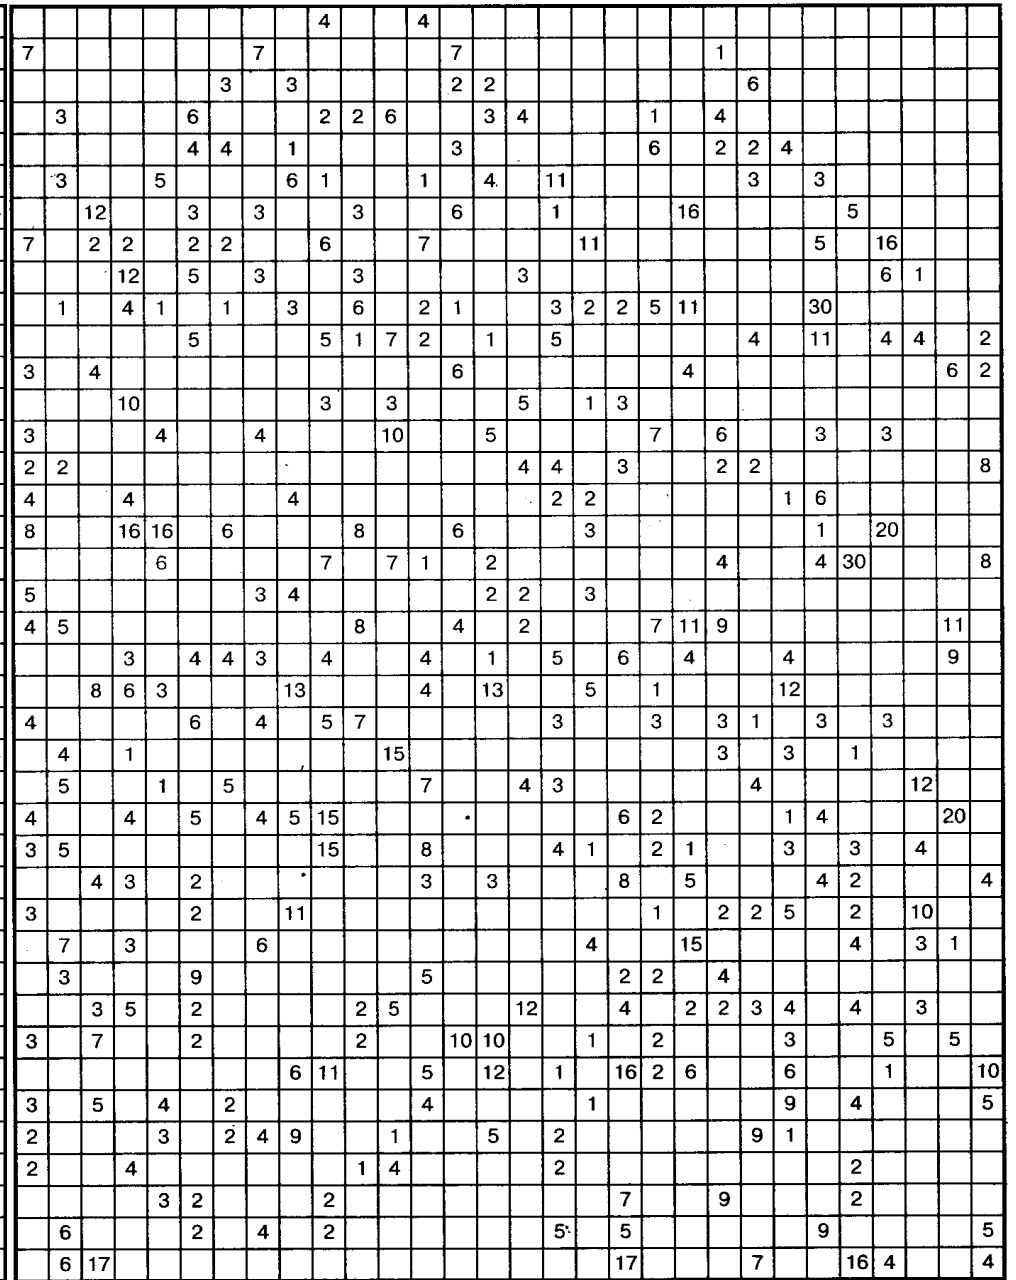 4 4
7 7 7 1
3 3 2 2 6
3 6 2 2 6 3 4 1 4
4 4 1 3 6 2 2 4
3 5 6 1 1 4 11 3 3
12 3 3 3 6 1 16 5
7 2 2 2 2 6 7 11 5 16
12 5 3 3 3 6 1
1 4 1 1 3 6 2 1 3 2 2 5 11 30
5 5 1 7 2 1 5 4 11 4 4 2
3 4 6 4 6 2
10 3 3 5 1 3
3 4 4 10 5 7 6 3 3
2 2 4 4 3 2 2 8
4 4 4 2 2 1 6
8 16 16 6 8 6 3 1 20
6 7 7 1 2 4 4 30 8
5 3 4 2 2 3
4 5 8 4 2 7 11 9 11
3 4 4 3 4 4 1 5 6 4 4 9
8 6 3 13 4 13 5 1 12
4 6 4 5 7 3 3 3 1 3 3
4 1 15 3 3 1
5 1 5 7 4 3 4 12
4 4 5 4 5 15 6 2 1 4 20
3 5 15 8 4 1 2 1 3 3 4
4 3 2 3 3 8 5 4 2 4
3 2 11 1 2 2 5 2 10
7 3 6 4 15 4 3 1
3 9 5 2 2 4
3 5 2 2 5 12 4 2 2 3 4 4 3
3 7 2 2 10 10 1 2 3 5 5
6 11 5 12 1 16 2 6 6 1 10
3 5 4 2 4 1 9 4 5
2 3 2 4 9 1 5 2 9 1
2 4 1 4 2 2
3 2 2 7 9 2
6 2 4 2 5 5 9 5
6 17 17 7 16 4 4